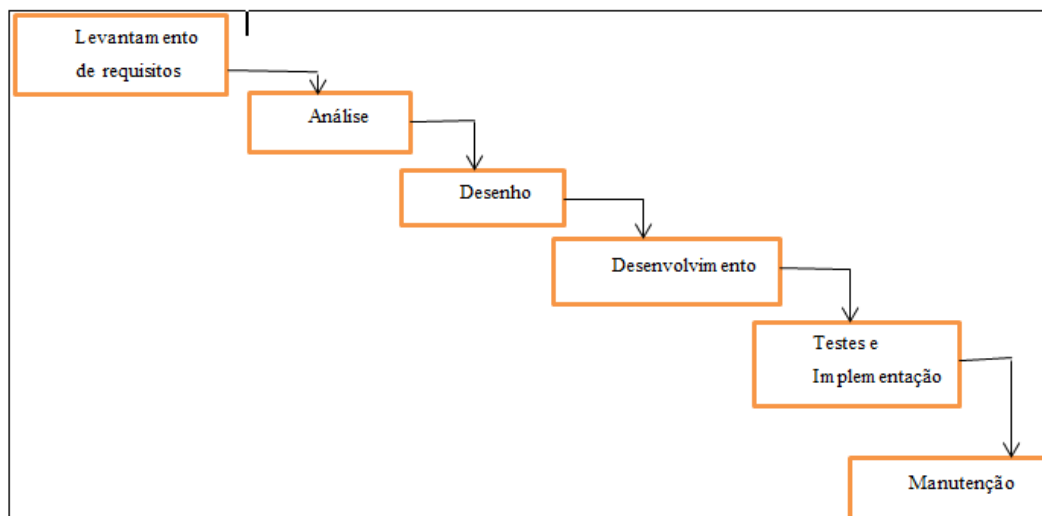 Levantamento
de requisitos
Análise
Desenho
Desenvolvimento
Testes e
Implementação
Manutenção